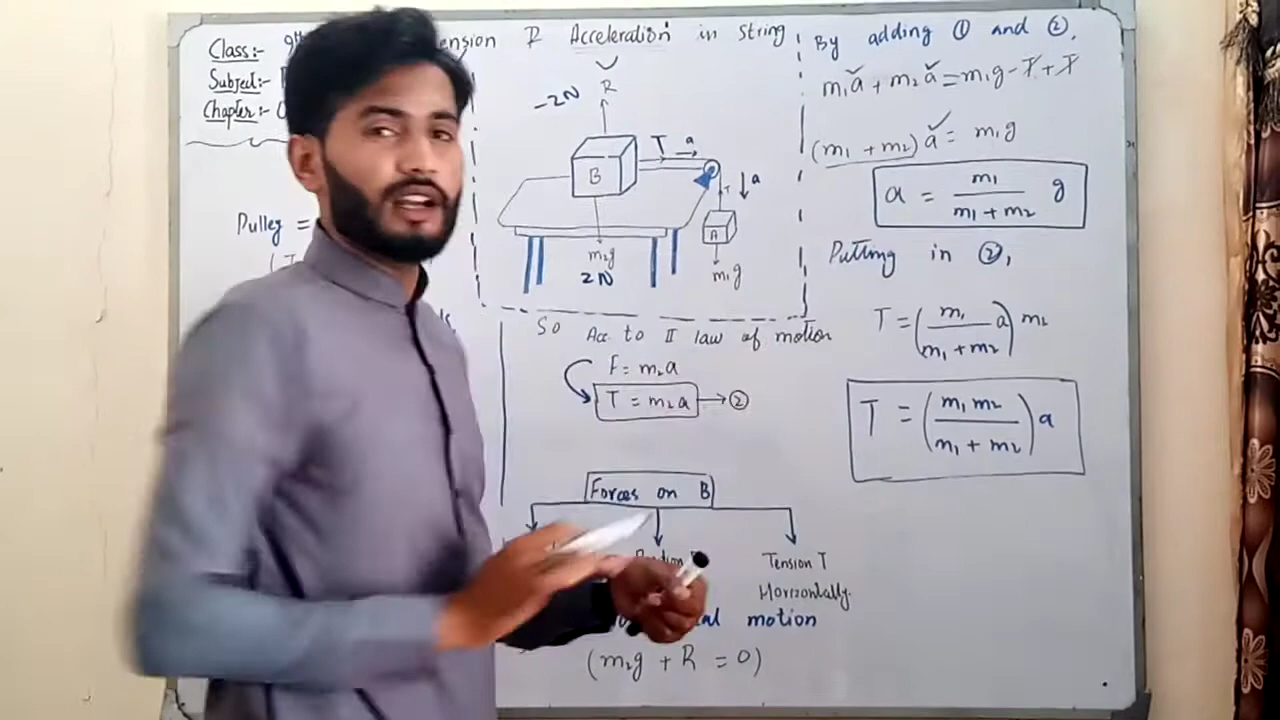 Class:- 9th
Subject:-
Chapter:-
Pulley =
Tension & Acceleration in String
-2N
R
T
a
B
a
T
A
m₂g
2N
m₁g
So Acc to II law of motion
F = m₂a
T = m₂a → ②
Forces on B
Tension T
Horizontally
motion
(m₂g + R = 0)
By adding ① and ②,
m₁a + m₂a = m₁g - T + T
(m₁ + m₂) a = m₁g
a = m₁ / (m₁ + m₂) g
Putting in ②,
T = (m₁ / (m₁ + m₂) a) m₂
T = (m₁ m₂ / (m₁ + m₂)) a